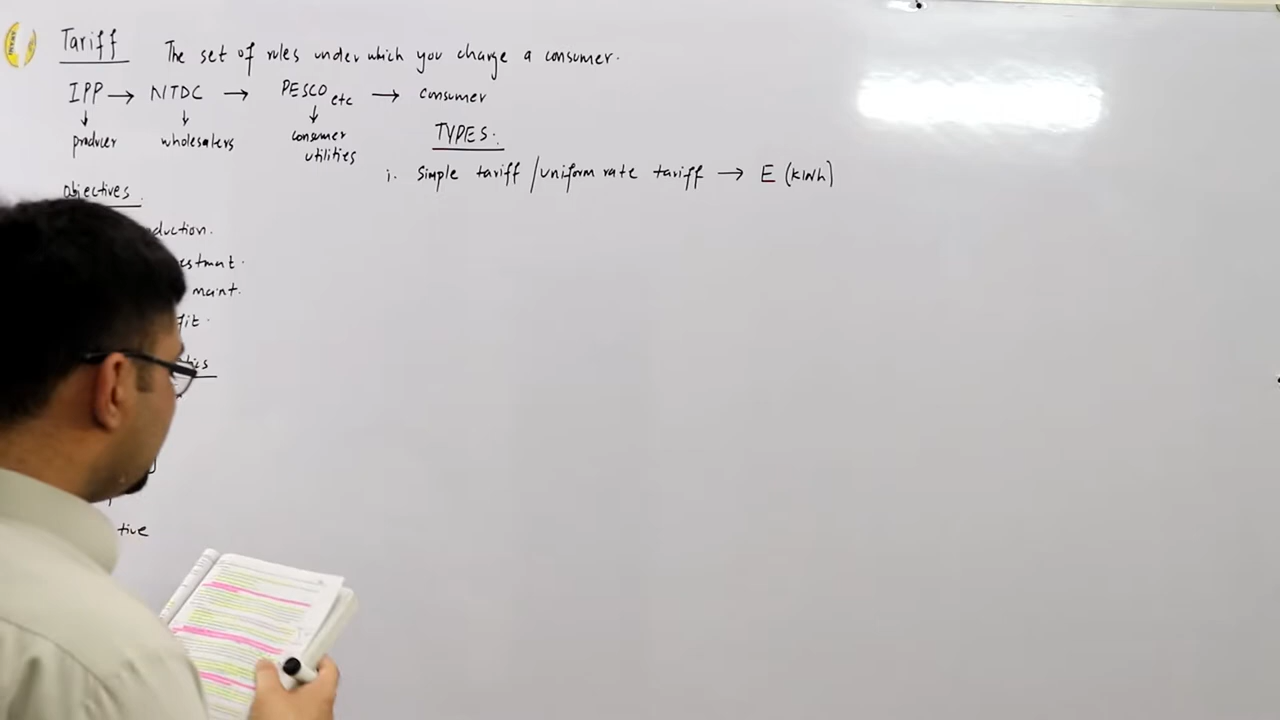 Tariff The set of rules under which you charge a consumer.
IPP → NTDC → PESCO etc → consumer
↓ ↓ ↓
producer wholesalers consumer utilities
TYPES:
i. Simple tariff / uniform rate tariff → E (kWh)
objectives.
duction.
estment.
maint.
fit.
tics
tive